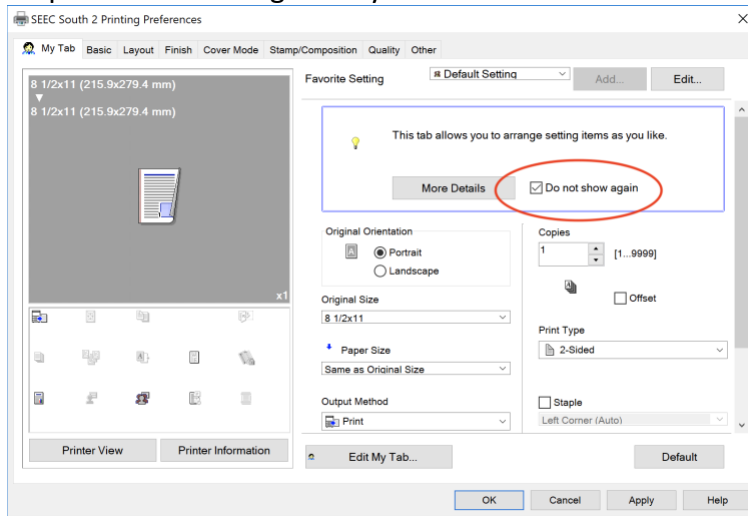 SEEC South 2 Printing Preferences
My Tab Basic Layout Finish Cover Mode Stamp/Composition Quality Other
8 1/2x11 (215.9x279.4 mm)
8 1/2x11 (215.9x279.4 mm)
x1
Printer View Printer Information
Favorite Setting Default Setting Add... Edit...
This tab allows you to arrange setting items as you like.
More Details Do not show again
Original Orientation
Portrait
Landscape
Original Size
8 1/2x11
Paper Size
Same as Original Size
Output Method
Print
Copies
1 [1...9999]
Offset
Print Type
2-Sided
Staple
Left Corner (Auto)
Edit My Tab... Default
OK Cancel Apply Help